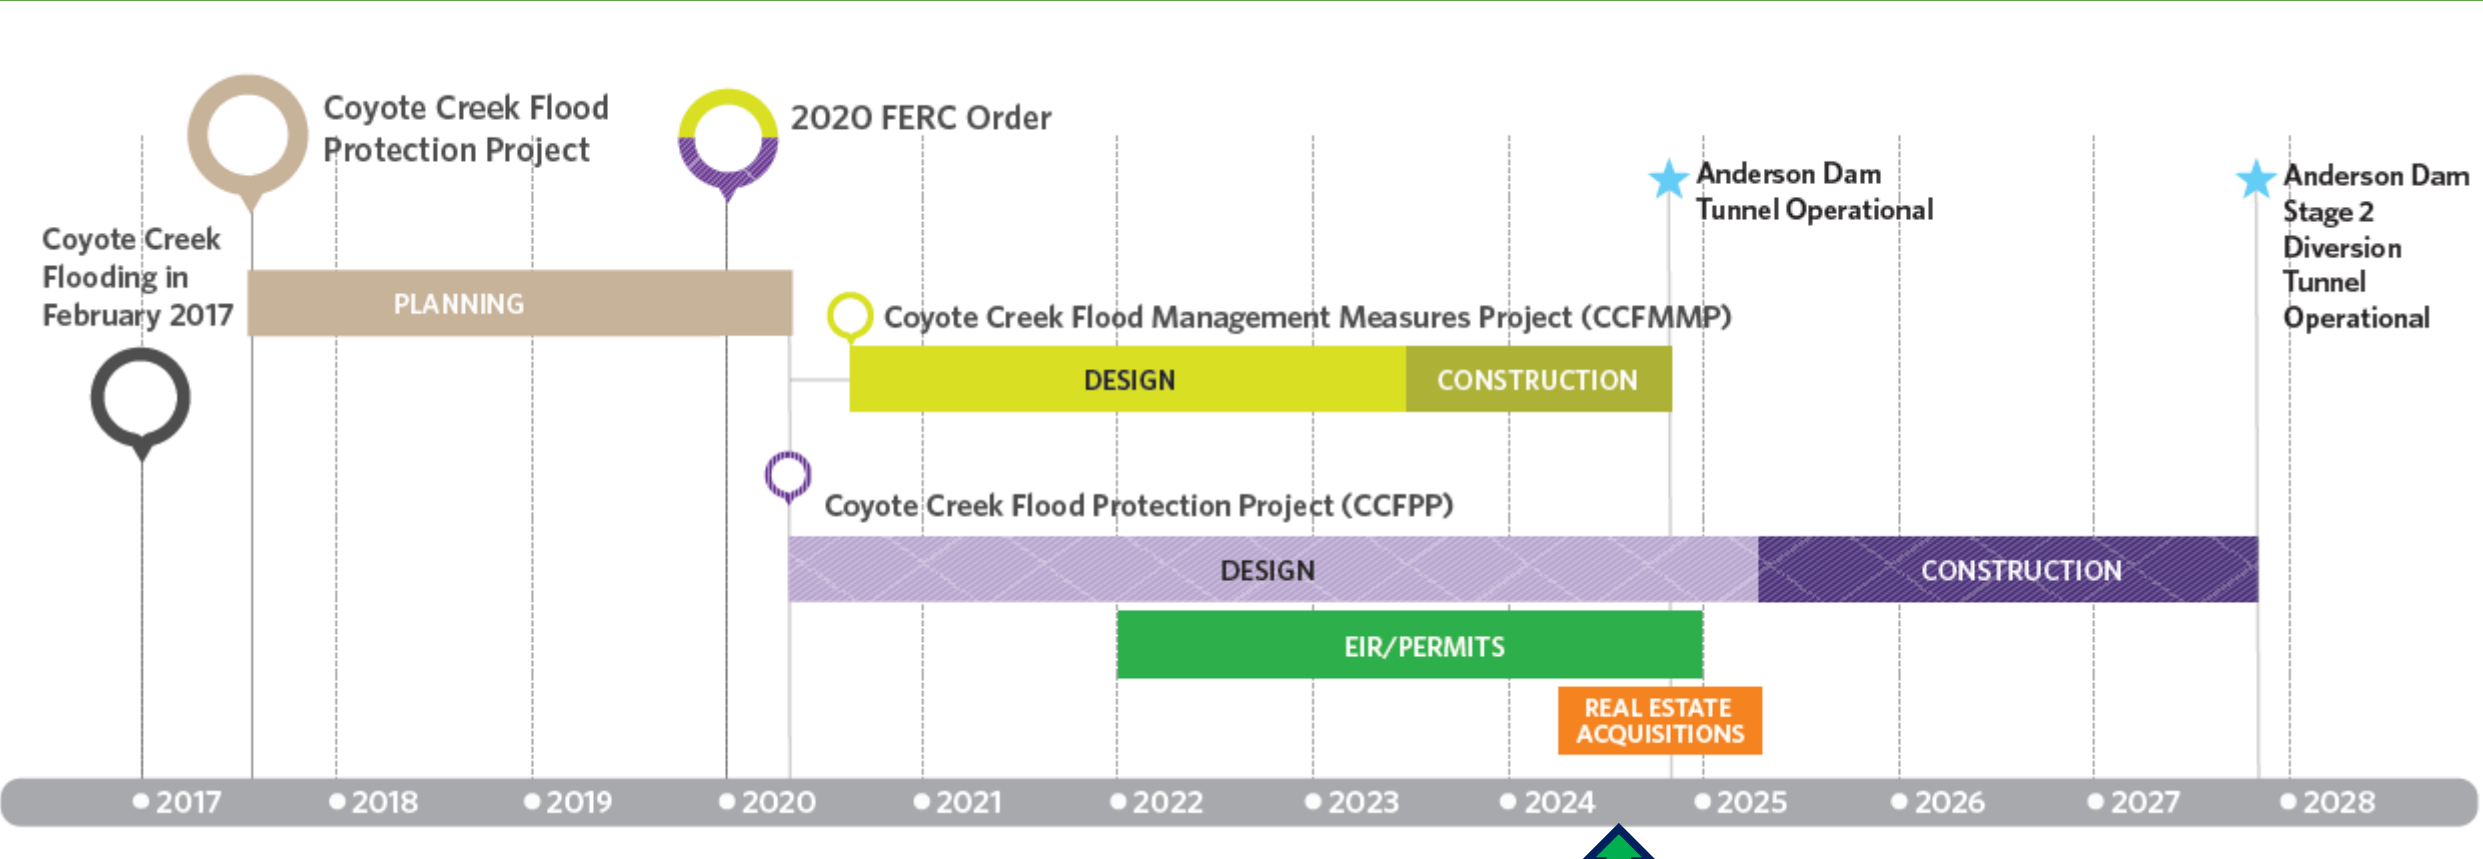 Coyote Creek Flood
Protection Project
2020 FERC Order
Anderson Dam
Tunnel Operational
Anderson Dam
Stage 2
Diversion
Tunnel
Operational
Coyote Creek
Flooding in
February 2017
PLANNING
Coyote Creek Flood Management Measures Project (CCFMMP)
DESIGN
CONSTRUCTION
Coyote Creek Flood Protection Project (CCFPP)
DESIGN
CONSTRUCTION
EIR/PERMITS
REAL ESTATE
ACQUISITIONS
2017
2018
2019
2020
2021
2022
2023
2024
2025
2026
2027
2028